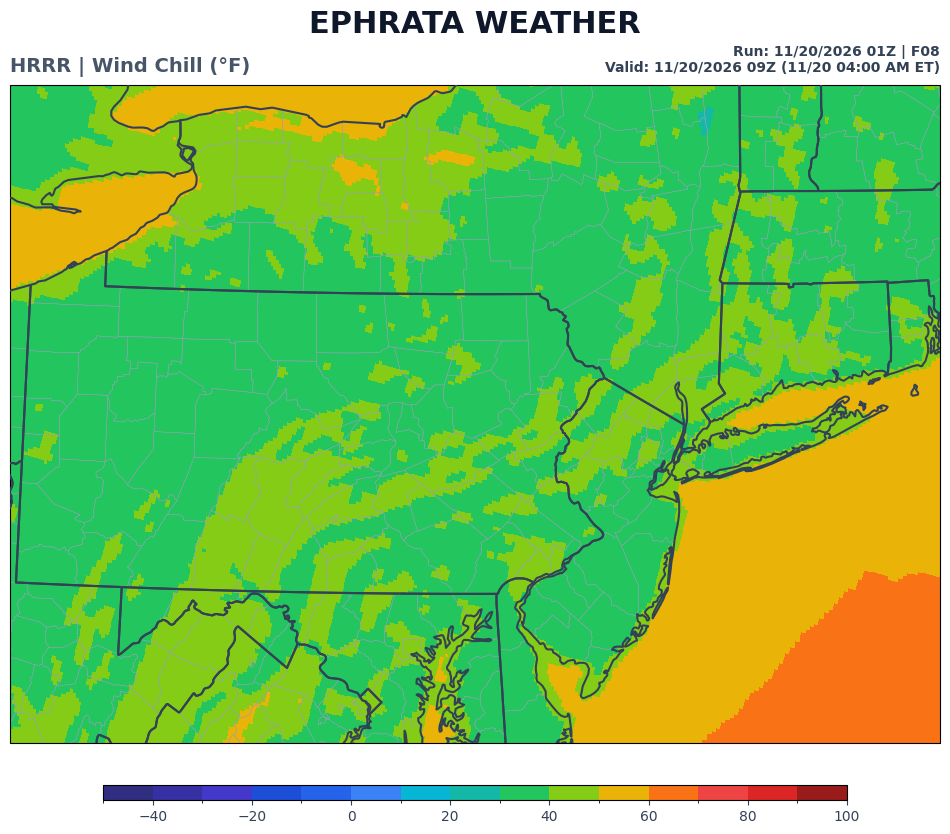 EPHRATA WEATHER
HRRR | Wind Chill (°F)
Run: 11/20/2026 01Z | F08
Valid: 11/20/2026 09Z (11/20 04:00 AM ET)
−40 −20 0 20 40 60 80 100